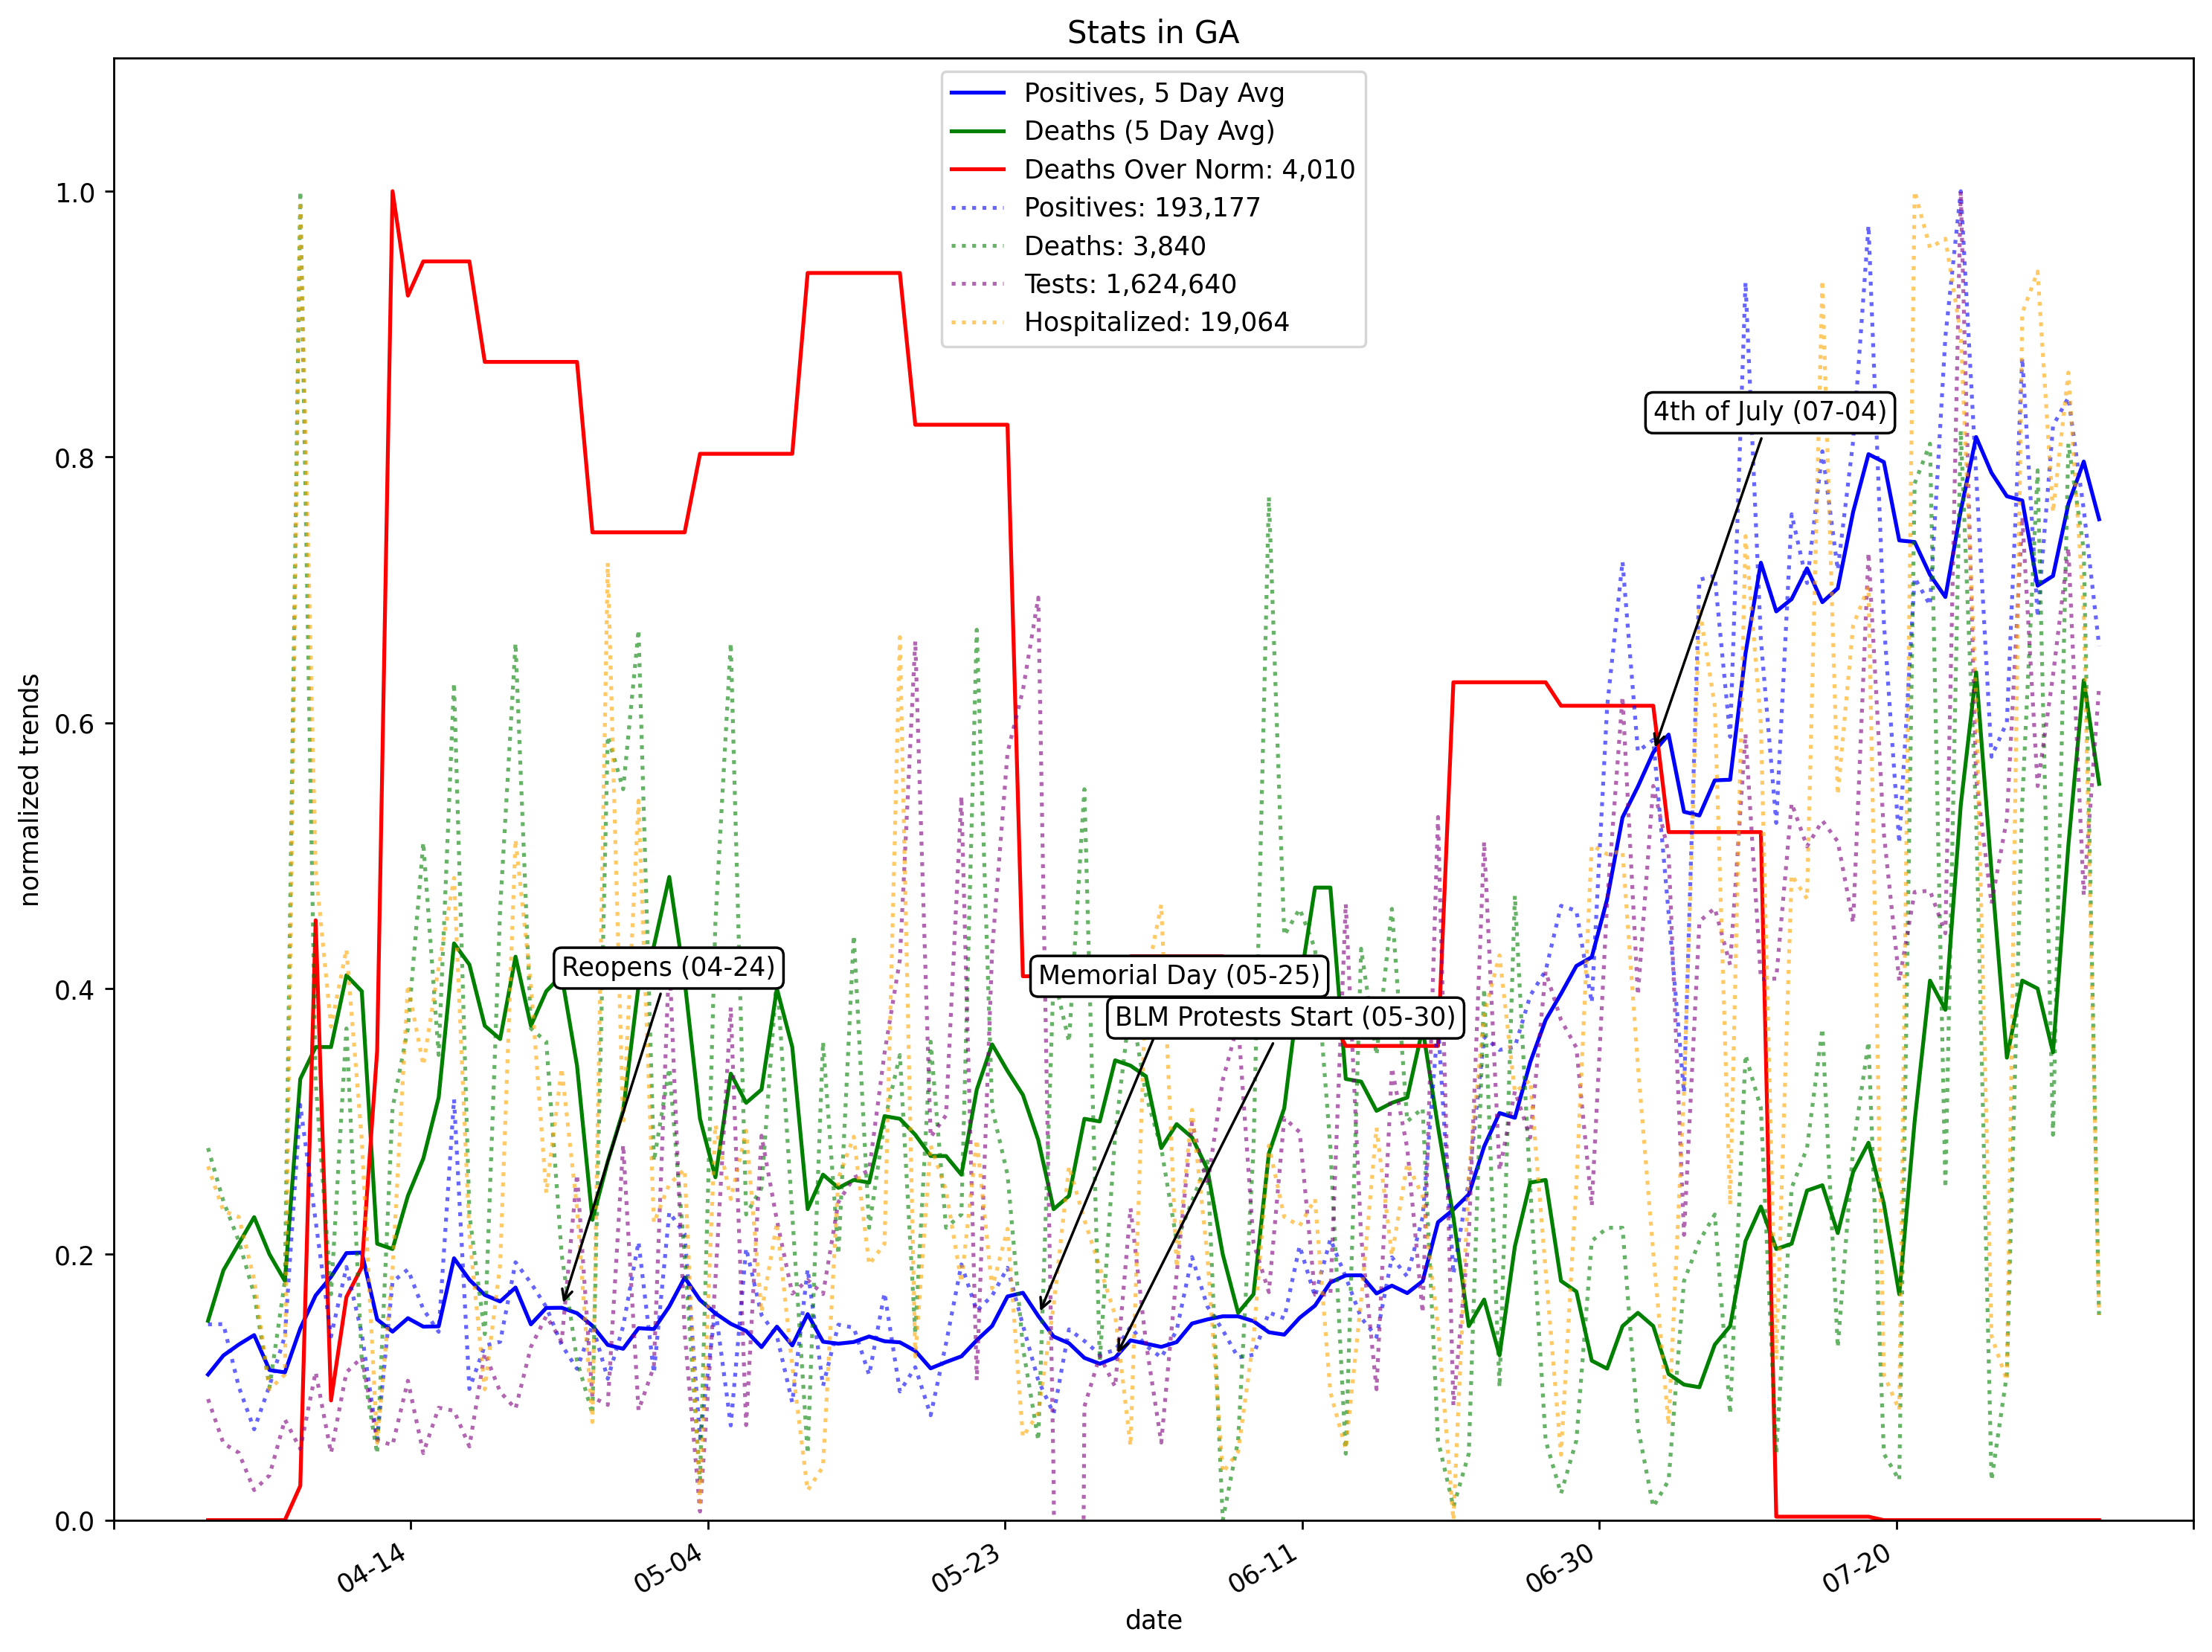 Stats in GA
Positives, 5 Day Avg
Deaths (5 Day Avg)
Deaths Over Norm: 4,010
Positives: 193,177
Deaths: 3,840
Tests: 1,624,640
Hospitalized: 19,064
1.0
0.8
0.6
0.4
0.2
0.0
normalized trends
4th of July (07-04)
Reopens (04-24)
Memorial Day (05-25)
BLM Protests Start (05-30)
04-14
05-04
05-23
06-11
06-30
07-20
date